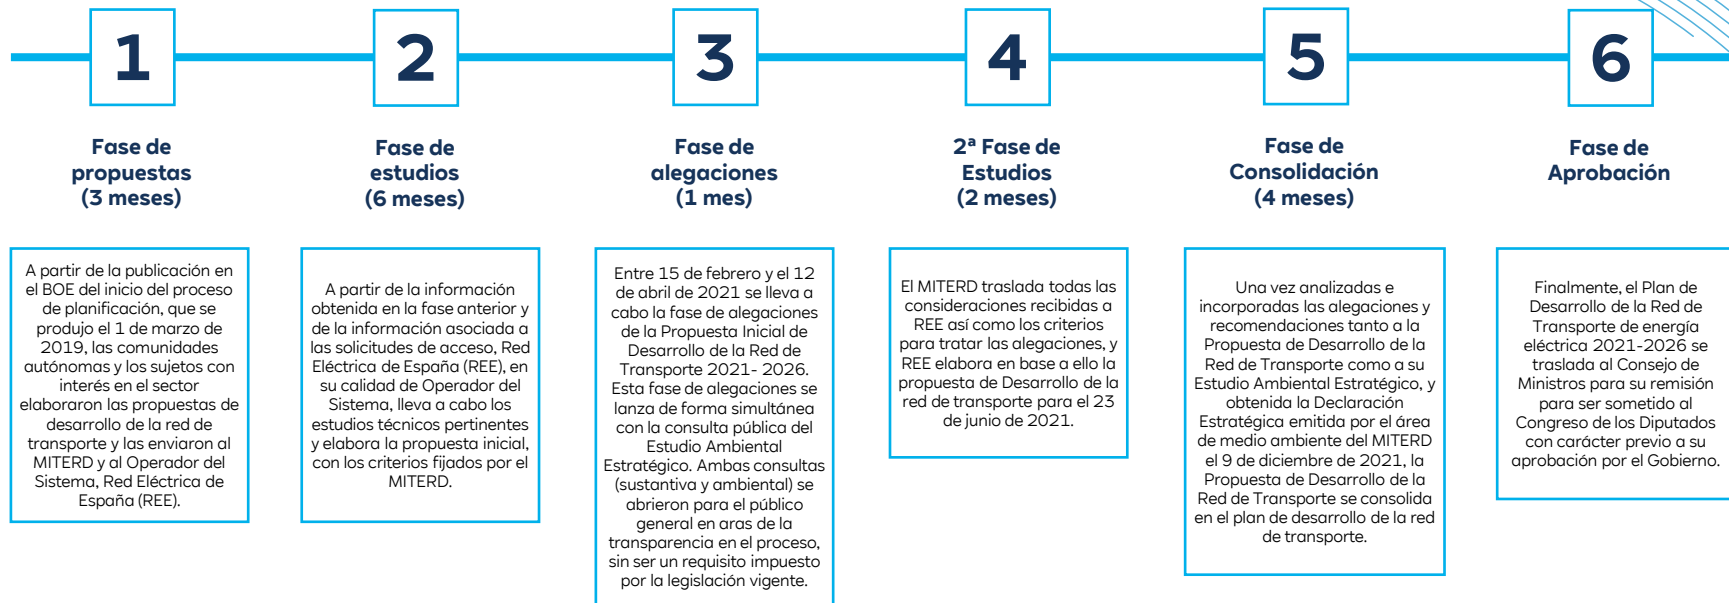 1
Fase de
propuestas
(3 meses)
A partir de la publicación en
el BOE del inicio del proceso
de planificación, que se
produjo el 1 de marzo de
2019, las comunidades
autónomas y los sujetos con
interés en el sector
elaboraron las propuestas de
desarrollo de la red de
transporte y las enviaron al
MITERD y al Operador del
Sistema, Red Eléctrica de
España (REE).
2
Fase de
estudios
(6 meses)
A partir de la información
obtenida en la fase anterior y
de la información asociada a
las solicitudes de acceso, Red
Eléctrica de España (REE), en
su calidad de Operador del
Sistema, lleva a cabo los
estudios técnicos pertinentes
y elabora la propuesta inicial,
con los criterios fijados por el
MITERD.
3
Fase de
alegaciones
(1 mes)
Entre 15 de febrero y el 12
de abril de 2021 se lleva a
cabo la fase de alegaciones
de la Propuesta Inicial de
Desarrollo de la Red de
Transporte 2021- 2026.
Esta fase de alegaciones se
lanza de forma simultánea
con la consulta pública del
Estudio Ambiental
Estratégico. Ambas consultas
(sustantiva y ambiental) se
abrieron para el público
general en aras de la
transparencia en el proceso,
sin ser un requisito impuesto
por la legislación vigente.
4
2ª Fase de
Estudios
(2 meses)
El MITERD traslada todas las
consideraciones recibidas a
REE así como los criterios
para tratar las alegaciones, y
REE elabora en base a ello la
propuesta de Desarrollo de la
red de transporte para el 23
de junio de 2021.
5
Fase de
Consolidación
(4 meses)
Una vez analizadas e
incorporadas las alegaciones y
recomendaciones tanto a la
Propuesta de Desarrollo de la
Red de Transporte como a su
Estudio Ambiental Estratégico, y
obtenida la Declaración
Estratégica emitida por el área
de medio ambiente del MITERD
el 9 de diciembre de 2021, la
Propuesta de Desarrollo de la
Red de Transporte se consolida
en el plan de desarrollo de la red
de transporte.
6
Fase de
Aprobación
Finalmente, el Plan de
Desarrollo de la Red de
Transporte de energía
eléctrica 2021-2026 se
traslada al Consejo de
Ministros para su remisión
para ser sometido al
Congreso de los Diputados
con carácter previo a su
aprobación por el Gobierno.